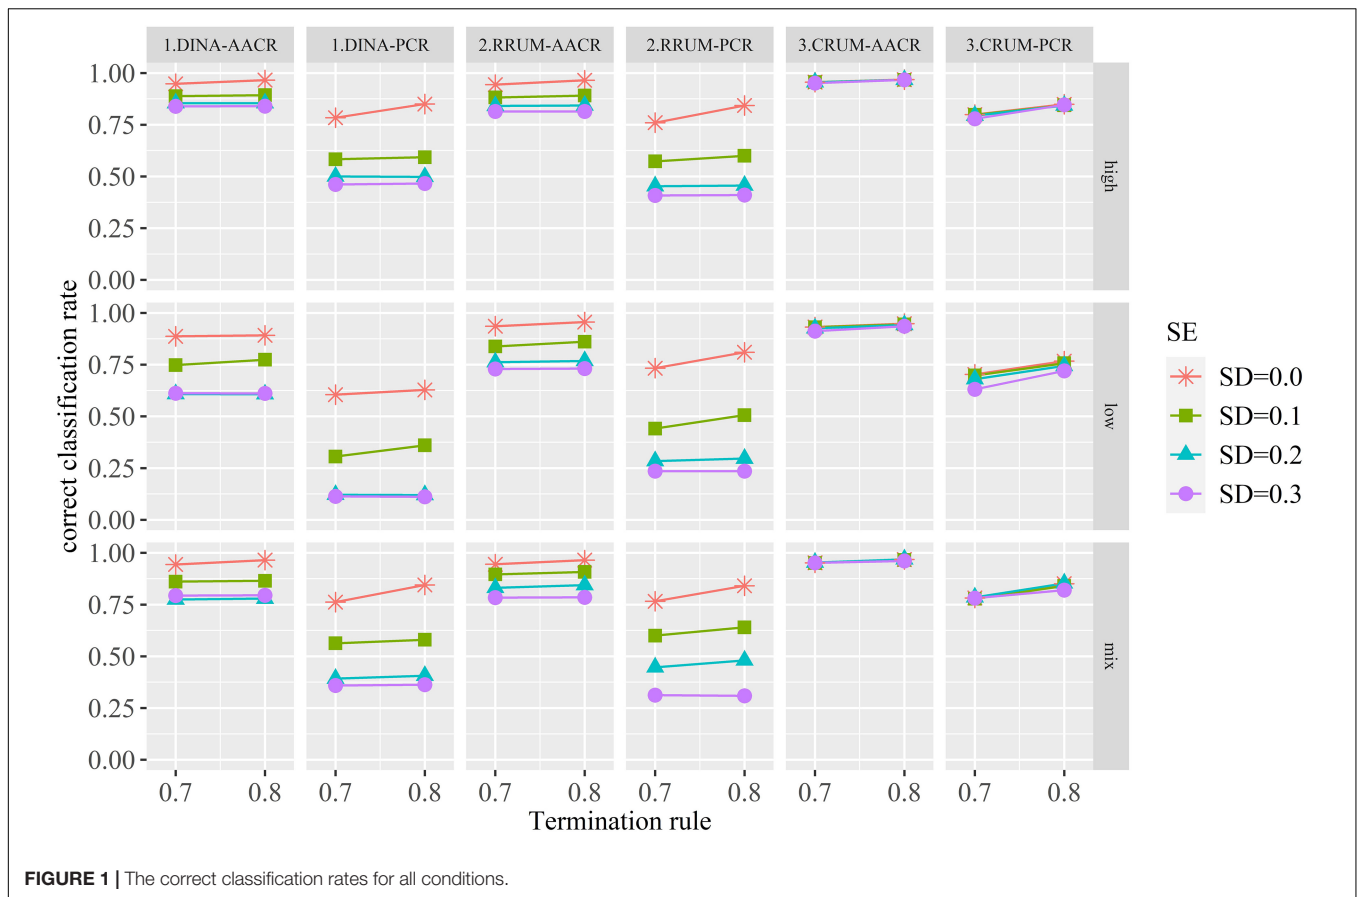 1.DINA-AACR 1.DINA-PCR 2.RRUM-AACR 2.RRUM-PCR 3.CRUM-AACR 3.CRUM-PCR
1.00
0.75
0.50
0.25
0.00
high
1.00
0.75
0.50
0.25
0.00
low
1.00
0.75
0.50
0.25
0.00
mix
correct classification rate
0.7 0.8 0.7 0.8 0.7 0.8 0.7 0.8 0.7 0.8 0.7 0.8
Termination rule
SE
SD=0.0
SD=0.1
SD=0.2
SD=0.3
FIGURE 1 | The correct classification rates for all conditions.